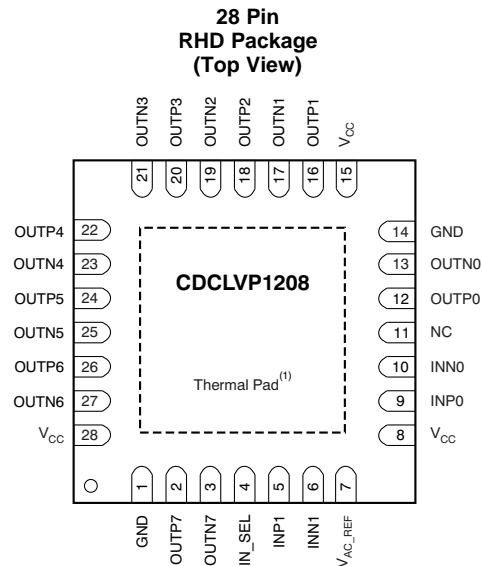 28 Pin
RHD Package
(Top View)
OUTN3 OUTP3 OUTN2 OUTP2 OUTN1 OUTP1 VCC
21 20 19 18 17 16 15
OUTP4 22
OUTN4 23
OUTP5 24
OUTN5 25
OUTP6 26
OUTN6 27
VCC 28
CDCLVP1208
Thermal Pad(1)
14 GND
13 OUTN0
12 OUTP0
11 NC
10 INN0
9 INP0
8 VCC
1 2 3 4 5 6 7
GND OUTP7 OUTN7 IN_SEL INP1 INN1 VAC_REF